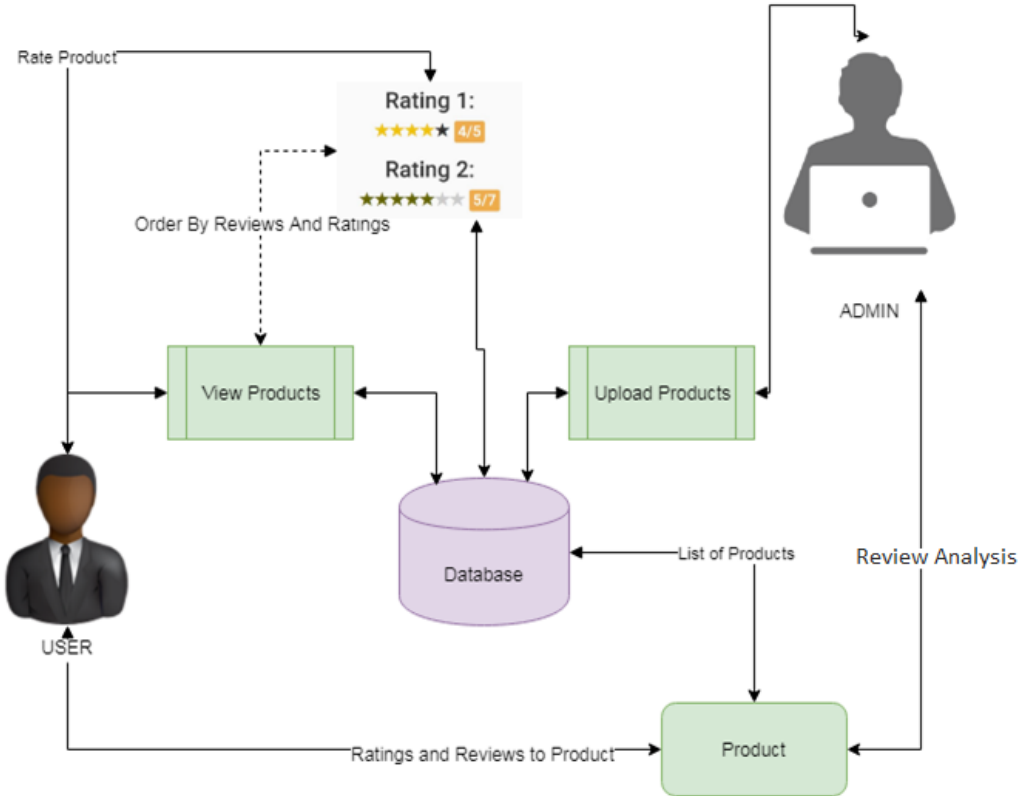 Rate Product
Rating 1:
4/5
Rating 2:
5/7
Order By Reviews And Ratings
ADMIN
View Products
Upload Products
Database
List of Products
Review Analysis
USER
Ratings and Reviews to Product
Product